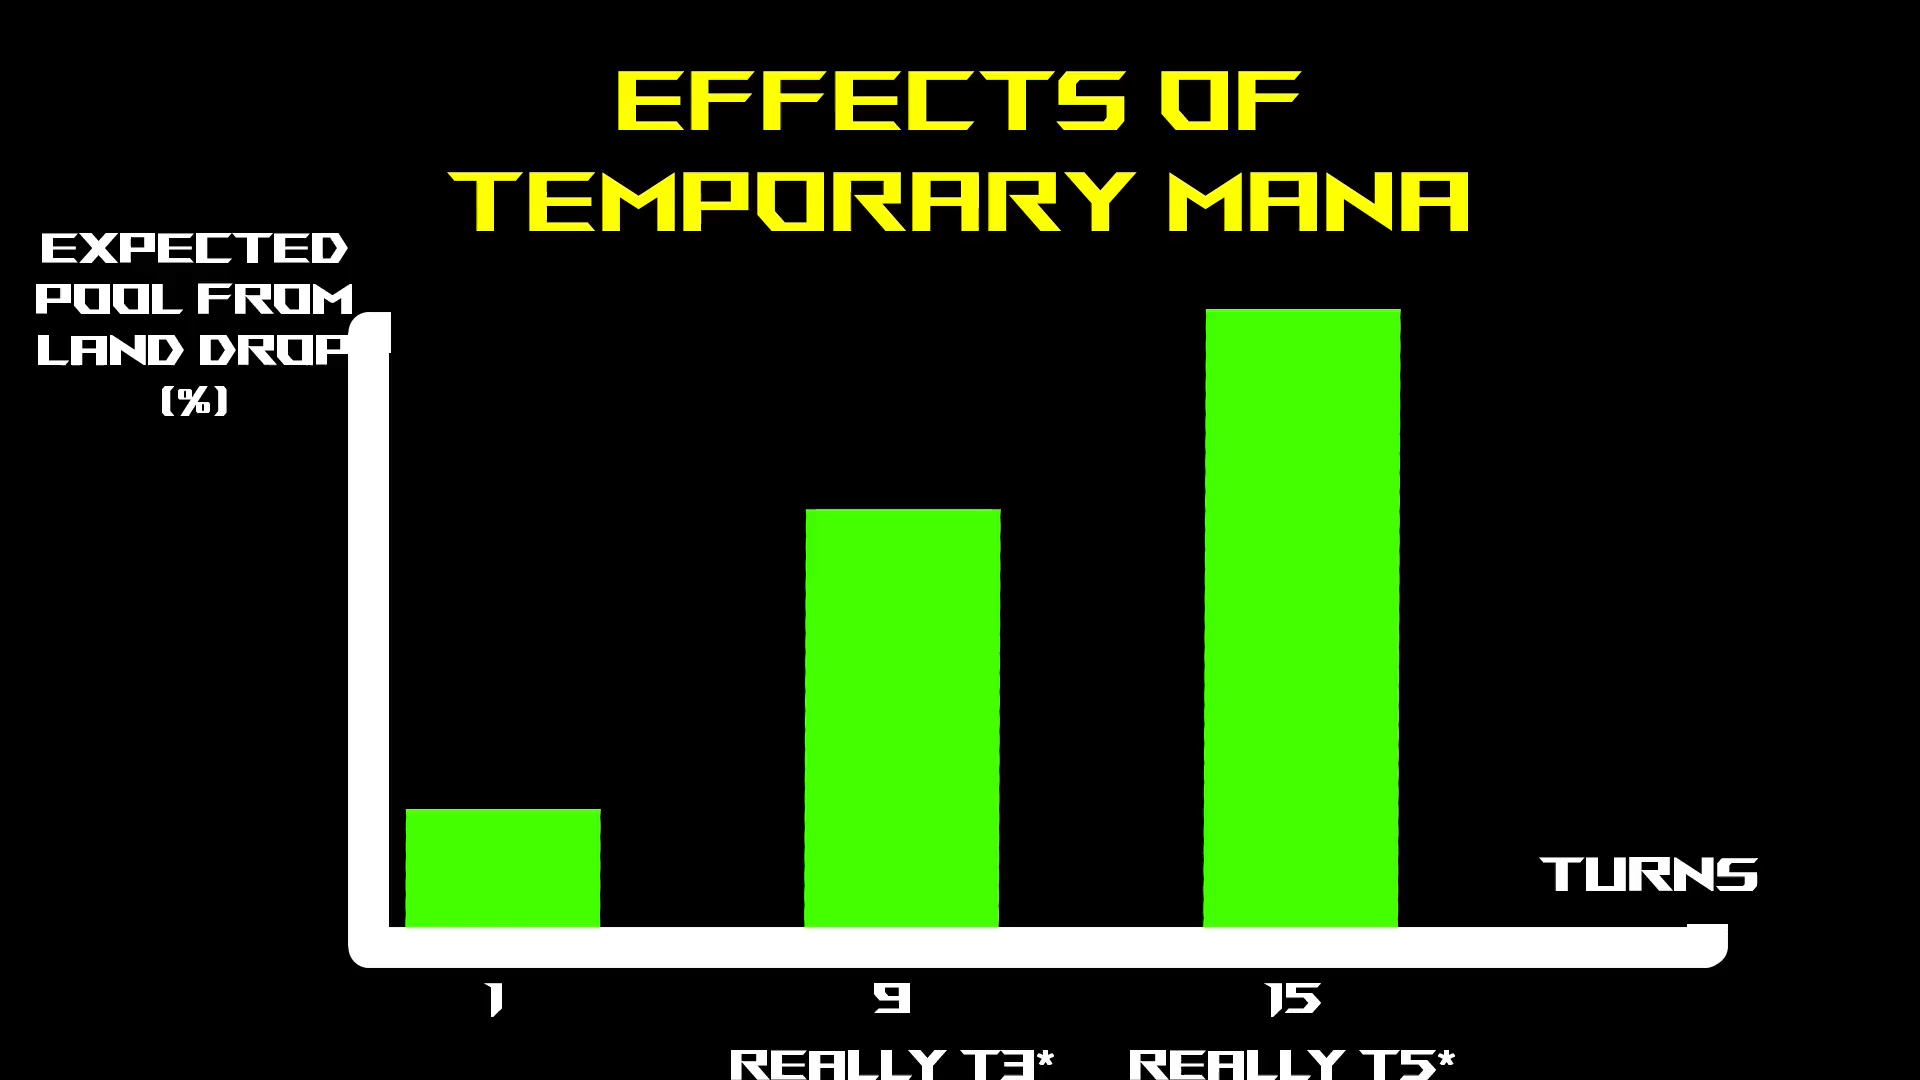 EFFECTS OF
TEMPORARY MANA
EXPECTED
POOL FROM
LAND DROP
(%)
TURNS
1
9
15
REALLY T3*
REALLY T5*